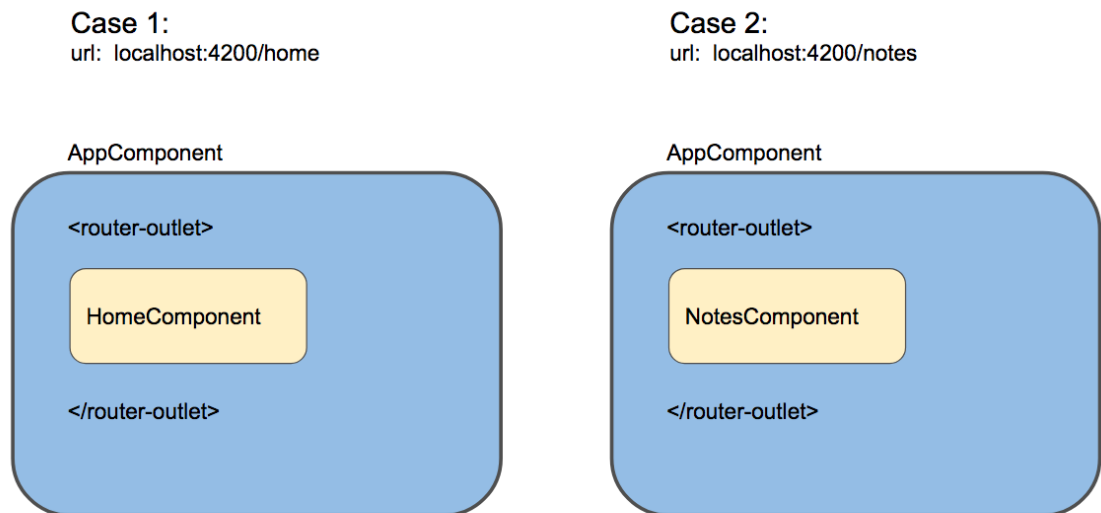 Case 1:
url:  localhost:4200/home
AppComponent
<router-outlet>
HomeComponent
</router-outlet>
Case 2:
url:  localhost:4200/notes
AppComponent
<router-outlet>
NotesComponent
</router-outlet>